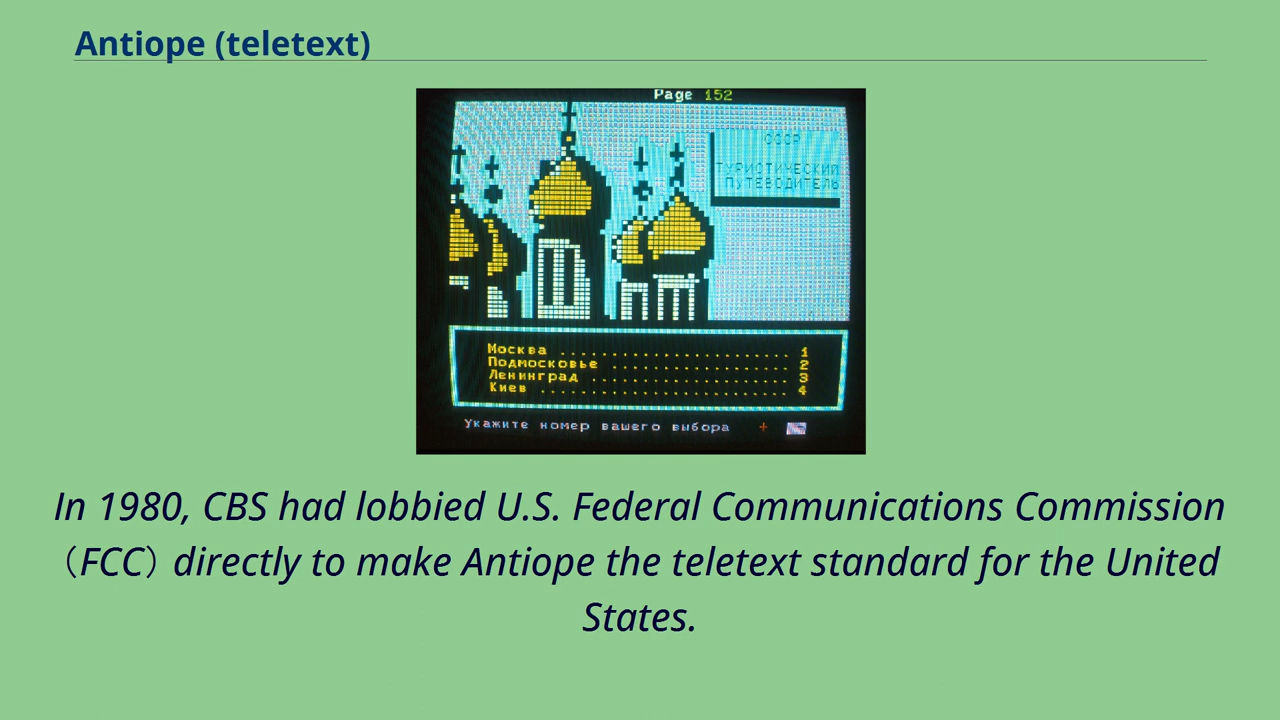 Antiope (teletext)
Page 152
СССР
ТУРИСТИЧЕСКИЙ
ПУТЕВОДИТЕЛЬ
Москва ........................ 1
Подмосковье ................... 2
Ленинград ..................... 3
Киев .......................... 4
Укажите номер вашего выбора +
In 1980, CBS had lobbied U.S. Federal Communications Commission
（FCC）directly to make Antiope the teletext standard for the United
States.